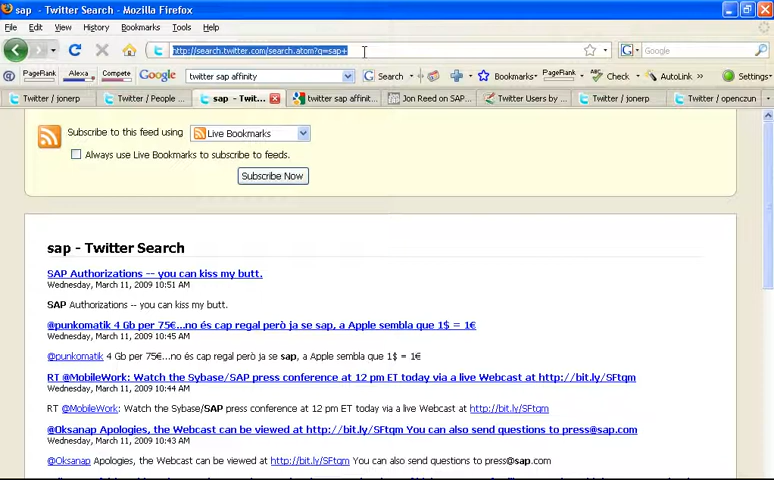 sap - Twitter Search - Mozilla Firefox
File Edit View History Bookmarks Tools Help
http://search.twitter.com/search.atom?q=sap+ Google
PageRank Alexa Compete Google twitter sap affinity Search Bookmarks PageRank Check AutoLink Settings
Twitter / jonerp Twitter / People ... sap - Twit... twitter sap affinit... Jon Reed on SAP... Twitter Users by ... Twitter / jonerp Twitter / openczun
Subscribe to this feed using Live Bookmarks
Always use Live Bookmarks to subscribe to feeds.
Subscribe Now
sap - Twitter Search
SAP Authorizations -- you can kiss my butt.
Wednesday, March 11, 2009 10:51 AM
SAP Authorizations -- you can kiss my butt.
@punkomatik 4 Gb per 75€...no és cap regal però ja se sap, a Apple sembla que 1$ = 1€
Wednesday, March 11, 2009 10:45 AM
@punkomatik 4 Gb per 75€...no és cap regal però ja se sap, a Apple sembla que 1$ = 1€
RT @MobileWork: Watch the Sybase/SAP press conference at 12 pm ET today via a live Webcast at http://bit.ly/SFtqm
Wednesday, March 11, 2009 10:44 AM
RT @MobileWork: Watch the Sybase/SAP press conference at 12 pm ET today via a live Webcast at http://bit.ly/SFtqm
@Oksanap Apologies, the Webcast can be viewed at http://bit.ly/SFtqm You can also send questions to press@sap.com
Wednesday, March 11, 2009 10:43 AM
@Oksanap Apologies, the Webcast can be viewed at http://bit.ly/SFtqm You can also send questions to press@sap.com